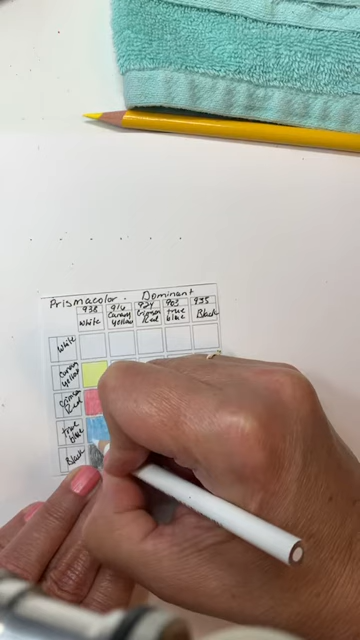 Prismacolor - Dominant
938 916 924 903 935
White Canary Yellow Crimson Red true blue Black
White
Canary yellow
Crimson Red
true blue
Black